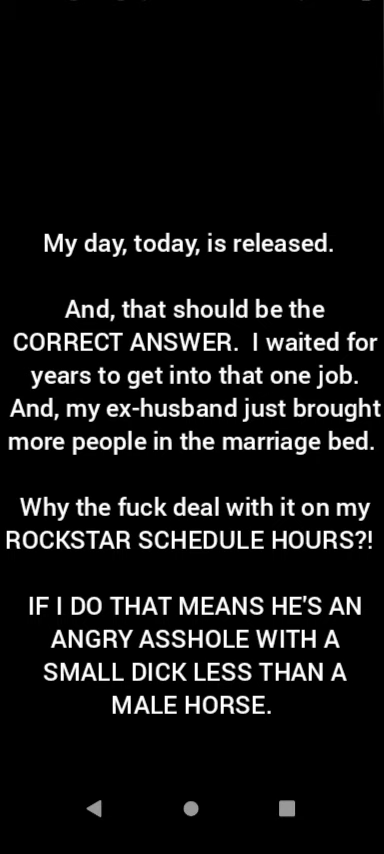 My day, today, is released.
And, that should be the
CORRECT ANSWER.  I waited for
years to get into that one job.
And, my ex-husband just brought
more people in the marriage bed.
Why the fuck deal with it on my
ROCKSTAR SCHEDULE HOURS?!
IF I DO THAT MEANS HE'S AN
ANGRY ASSHOLE WITH A
SMALL DICK LESS THAN A
MALE HORSE.